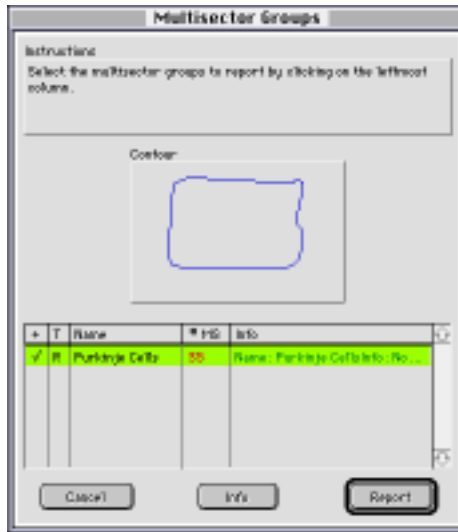 Multisector Groups
Instructions
Select the multisector groups to report by clicking on the leftmost
column.
Contour
+ T Name # MS Info
√ R Purkinje Cells Name: Purkinje Cells Info: No...
Cancel Info Report